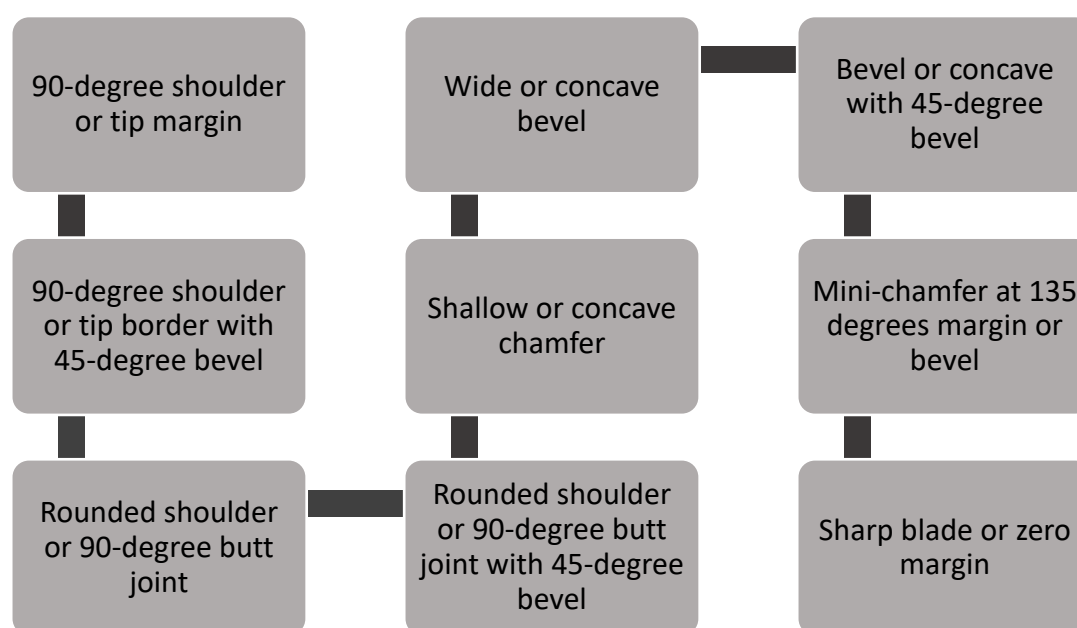 90-degree shoulder
or tip margin
90-degree shoulder
or tip border with
45-degree bevel
Rounded shoulder
or 90-degree butt
joint
Rounded shoulder
or 90-degree butt
joint with 45-degree
bevel
Shallow or concave
chamfer
Wide or concave
bevel
Bevel or concave
with 45-degree
bevel
Mini-chamfer at 135
degrees margin or
bevel
Sharp blade or zero
margin